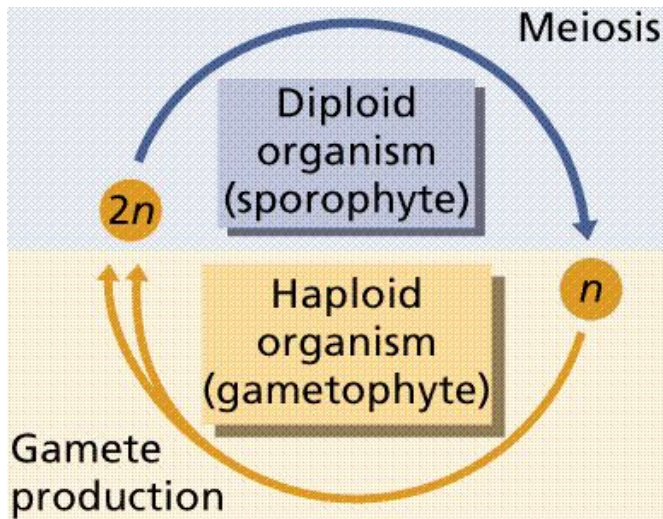 Meiosis
Diploid
organism
(sporophyte)
2n
n
Haploid
organism
(gametophyte)
Gamete
production